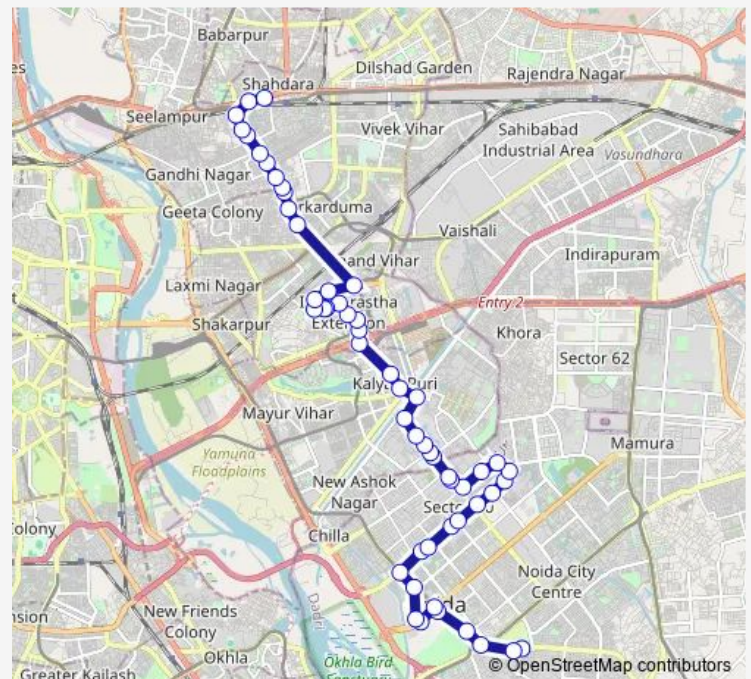 Babarpur
Shahdara
Dilshad Garden
Rajendra Nagar
Seelampur
Vivek Vihar
Sahibabad
Industrial Area
Vasundhara
Gandhi Nagar
Geeta Colony
Vaishali
Indirapuram
Laxmi Nagar
Entry 2
Shakarpur
Extension
Khora
Sector 62
Mayur Vihar
Mamura
Yamuna
Floodplains
New Ashok
Nagar
Chilla
Noida City
Centre
Dadri
New Friends
Colony
Okhla
Okhla Bird
Greater Kailash
© OpenStreetMap contributors